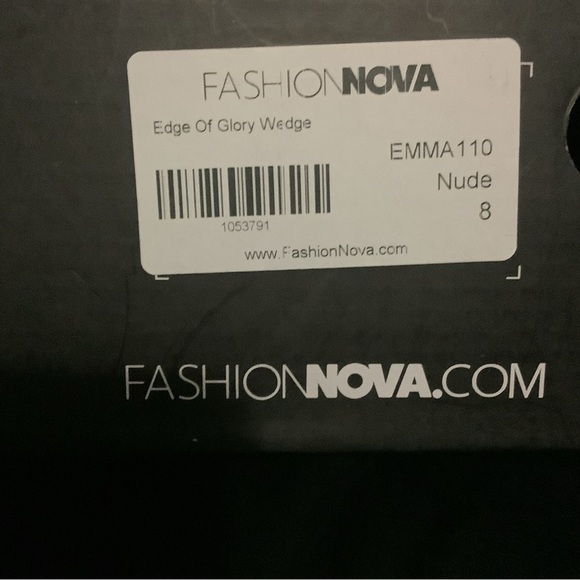 FASHIONNOVA
Edge Of Glory Wedge
EMMA110
Nude
8
1053791
www.FashionNova.com
FASHIONNOVA.COM